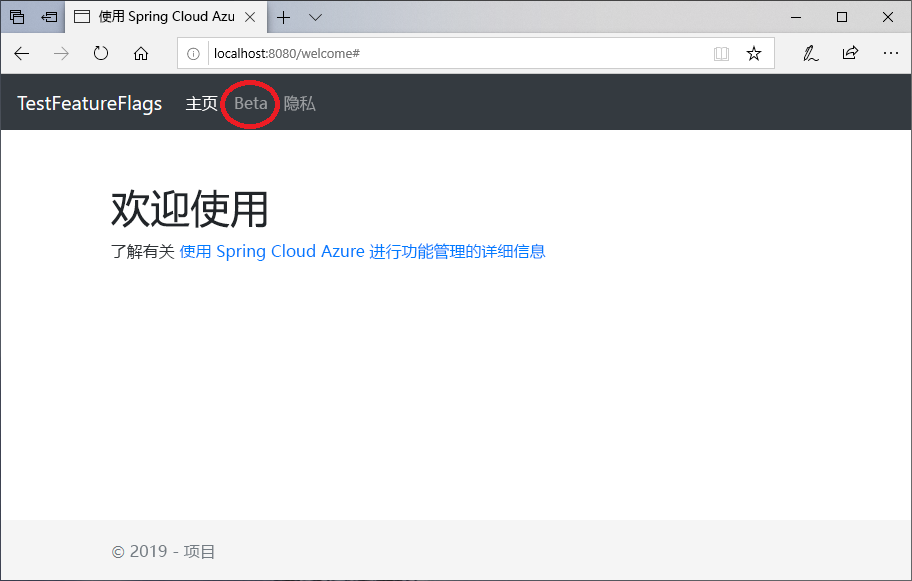 使用 Spring Cloud Azu
localhost:8080/welcome#
TestFeatureFlags 主页 Beta 隐私
欢迎使用
了解有关 使用 Spring Cloud Azure 进行功能管理的详细信息
© 2019 - 项目